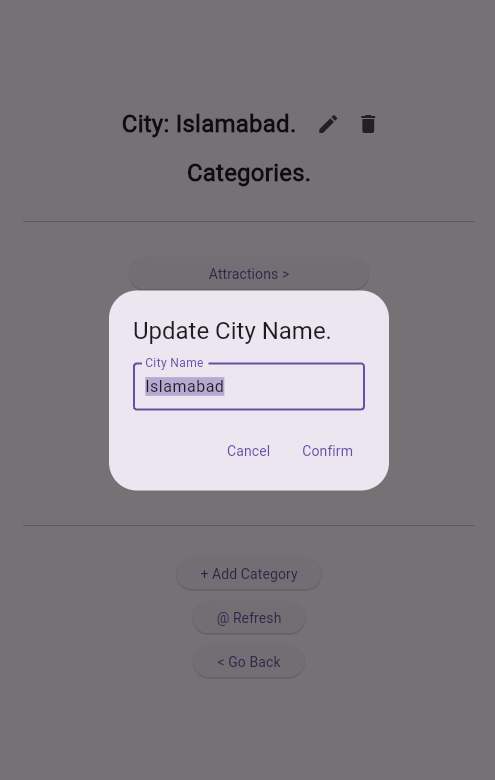 City: Islamabad.
Categories.
Attractions >
Update City Name.
City Name
Islamabad
Cancel Confirm
+ Add Category
@ Refresh
< Go Back